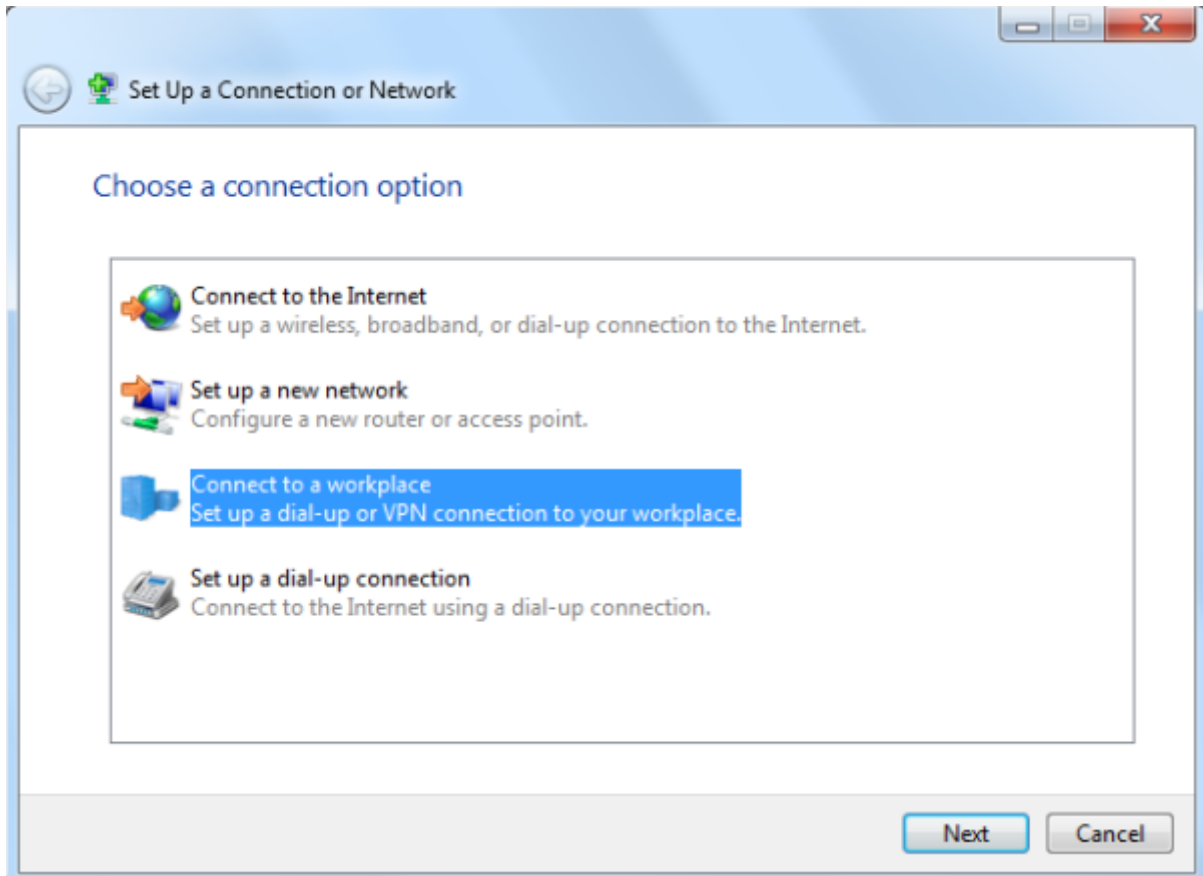 Set Up a Connection or Network
Choose a connection option
Connect to the Internet
Set up a wireless, broadband, or dial-up connection to the Internet.
Set up a new network
Configure a new router or access point.
Connect to a workplace
Set up a dial-up or VPN connection to your workplace.
Set up a dial-up connection
Connect to the Internet using a dial-up connection.
Next
Cancel